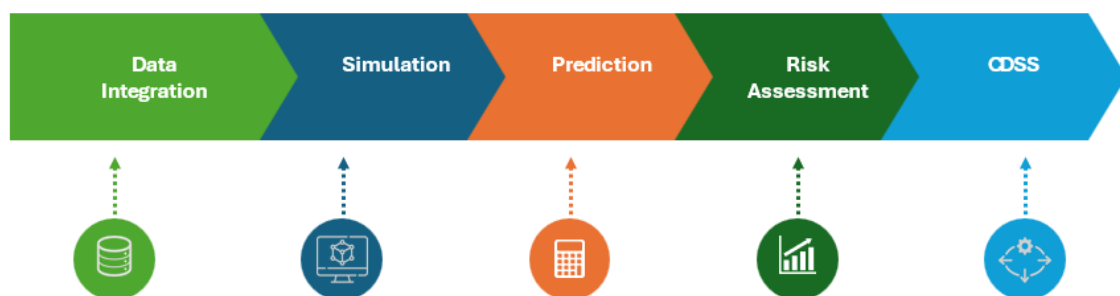 Data
Integration
Simulation
Prediction
Risk
Assessment
CDSS